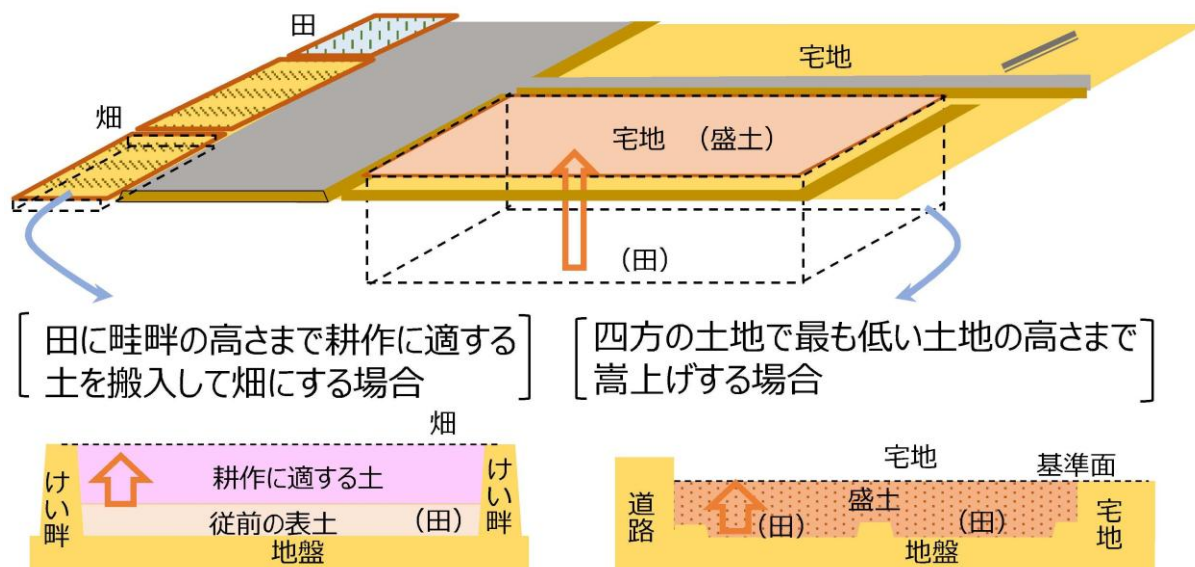 田
宅地
畑
宅地 （盛土）
（田）
田に畦畔の高さまで耕作に適する
土を搬入して畑にする場合
四方の土地で最も低い土地の高さまで
嵩上げする場合
畑
けい畔
耕作に適する土
従前の表土 （田）
地盤
けい畔
宅地
基準面
道路
盛土
（田）
（田）
地盤
宅地